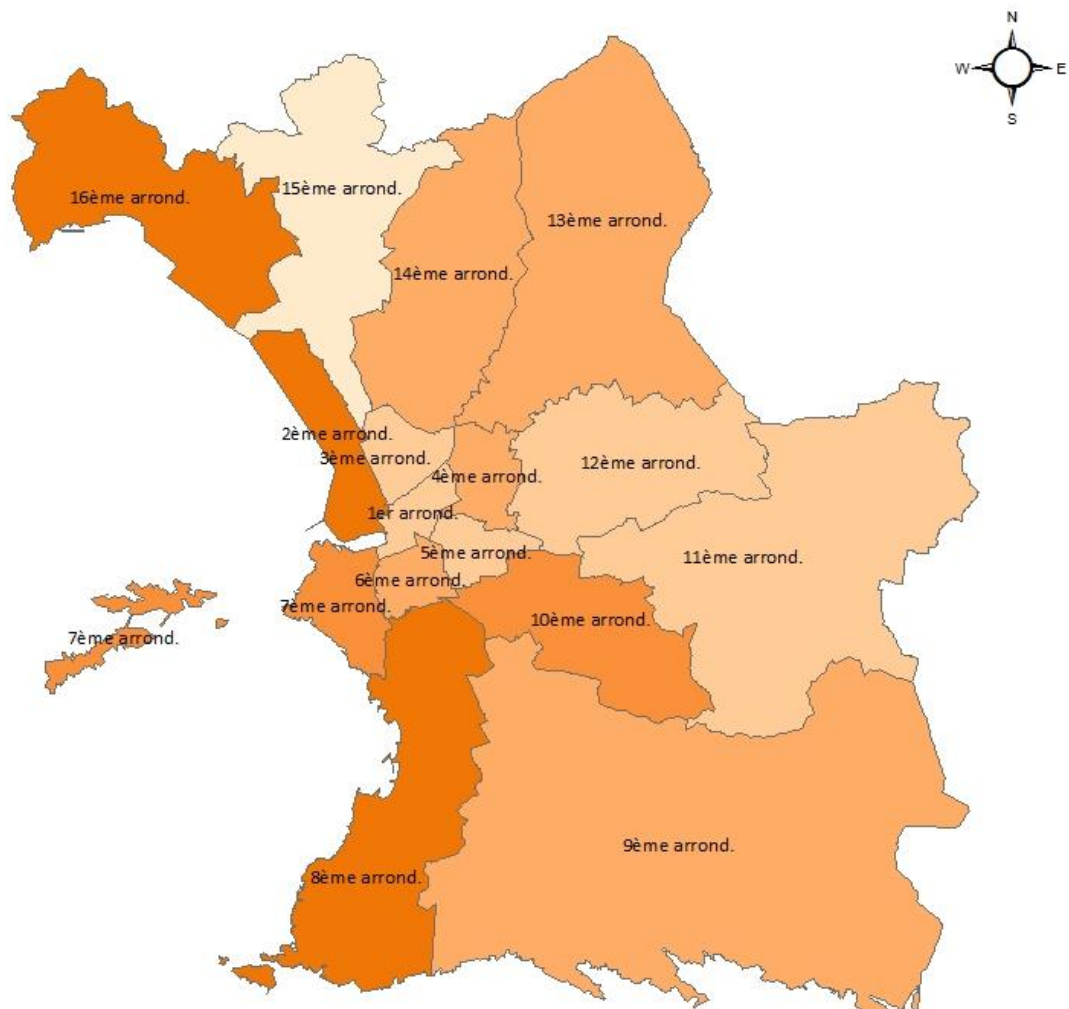 N
W E
S
16ème arrond.
15ème arrond.
13ème arrond.
14ème arrond.
2ème arrond.
3ème arrond.
4ème arrond.
12ème arrond.
1er arrond.
5ème arrond.
11ème arrond.
6ème arrond.
7ème arrond.
10ème arrond.
7ème arrond.
9ème arrond.
8ème arrond.